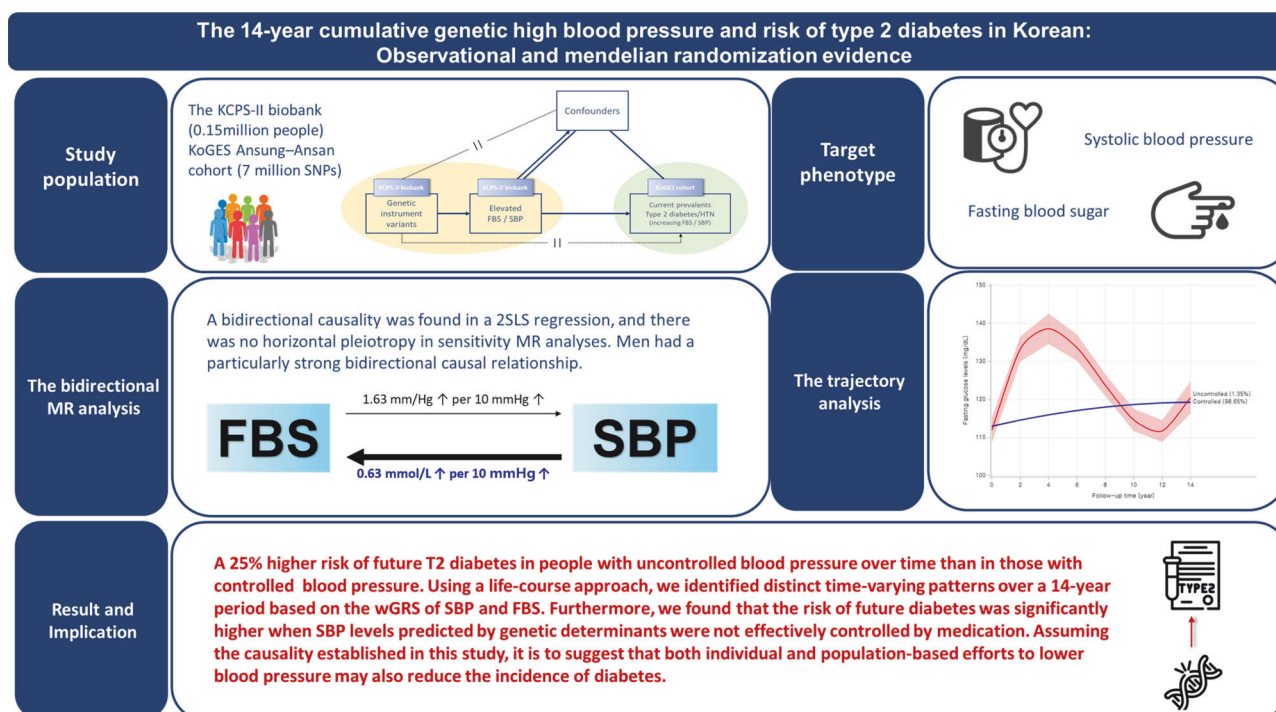 The 14-year cumulative genetic high blood pressure and risk of type 2 diabetes in Korean:
Observational and mendelian randomization evidence
Study
population
The KCPS-II biobank
(0.15million people)
KoGES Ansung–Ansan
cohort (7 million SNPs)
Confounders
KCPS-II biobank
Genetic
instrument
variants
KCPS-II biobank
Elevated
FBS / SBP
KoGES cohort
Current prevalents
Type 2 diabetes/HTN
(increasing FBS / SBP)
Target
phenotype
Systolic blood pressure
Fasting blood sugar
The bidirectional
MR analysis
A bidirectional causality was found in a 2SLS regression, and there
was no horizontal pleiotropy in sensitivity MR analyses. Men had a
particularly strong bidirectional causal relationship.
FBS
1.63 mm/Hg ↑ per 10 mmHg ↑
0.63 mmol/L ↑ per 10 mmHg ↑
SBP
The trajectory
analysis
Fasting glucose levels (mg/dL)
150
140
130
120
110
100
Uncontrolled (1.35%)
Controlled (98.65%)
0 2 4 6 8 10 12 14
Follow-up time (year)
Result and
Implication
A 25% higher risk of future T2 diabetes in people with uncontrolled blood pressure over time than in those with
controlled blood pressure. Using a life-course approach, we identified distinct time-varying patterns over a 14-year
period based on the wGRS of SBP and FBS. Furthermore, we found that the risk of future diabetes was significantly
higher when SBP levels predicted by genetic determinants were not effectively controlled by medication. Assuming
the causality established in this study, it is to suggest that both individual and population-based efforts to lower
blood pressure may also reduce the incidence of diabetes.
TYPE2